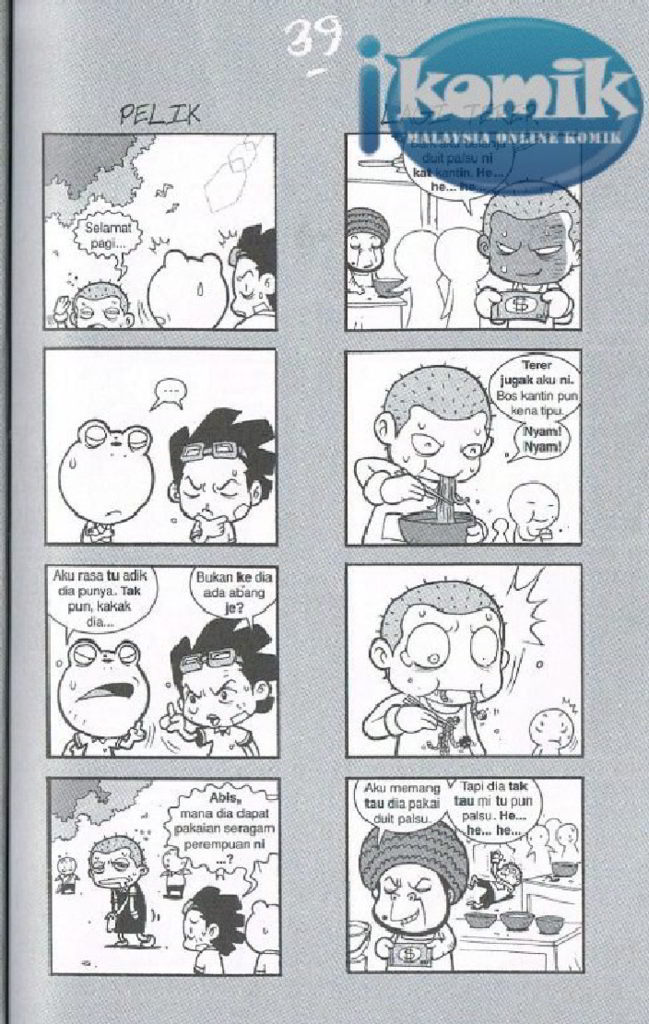 39
ikomik
MALAYSIA ONLINE KOMIK
PELIK
Selamat
pagi...
...
Aku rasa tu adik
dia punya. Tak
pun, kakak
dia...
Bukan ke dia
ada abang
je?
Abis,,
mana dia dapat
pakaian seragam
perempuan ni
...?
duit palsu ni
kat kantin. He...
he... he...
Terer
jugak aku ni.
Bos kantin pun
kena tipu.
Nyam!
Nyam!
Aku memang
tau dia pakai
duit palsu.
Tapi dia tak
tau mi tu pun
palsu. He...
he... he...